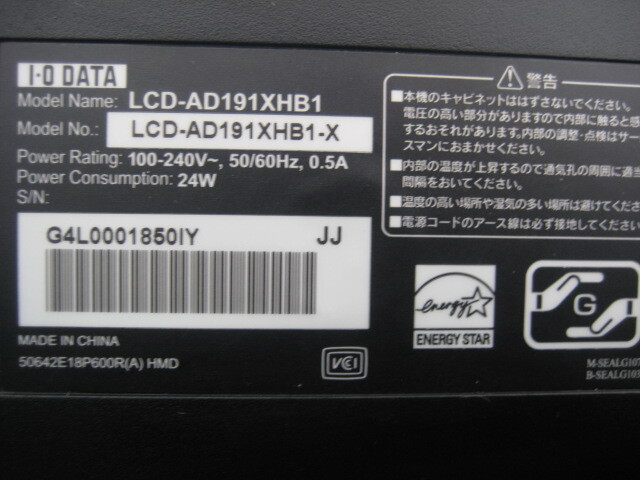 I-O DATA
Model Name: LCD-AD191XHB1
Model No.: LCD-AD191XHB1-X
Power Rating: 100-240V~, 50/60Hz, 0.5A
Power Consumption: 24W
S/N:
G4L0001850IY JJ
MADE IN CHINA
50642E18P600R(A) HMD
VCCI
警告
■本機のキャビネットははずさないでください。
電圧の高い部分がありますので内部に触ると感
するおそれがあります。内部の調整・点検はサー
スマンにおまかせください。
■内部の温度が上昇するので通気孔の周囲に適当
間隔をおいてください。
■温度の高い場所や湿気の多い場所は避けてくだ
■電源コードのアース線は必ず接地してください
energy
ENERGY STAR
G
M-SEALG107
B-SEALG103